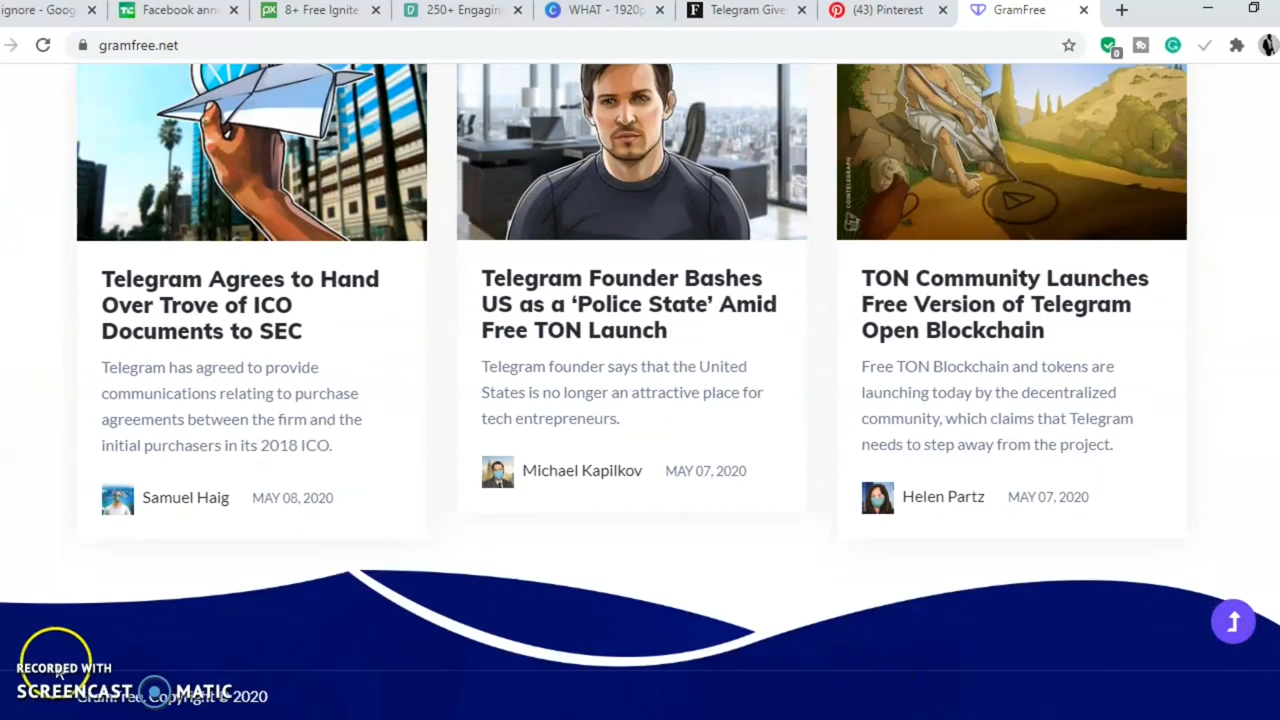 ignore - Goog
Facebook ann
8+ Free Ignite
250+ Engagin
WHAT - 1920p
Telegram Give
(43) Pinterest
GramFree
gramfree.net
0
COINTELEGRAPH
Telegram Agrees to Hand
Over Trove of ICO
Documents to SEC
Telegram has agreed to provide
communications relating to purchase
agreements between the firm and the
initial purchasers in its 2018 ICO.
Samuel Haig MAY 08, 2020
Telegram Founder Bashes
US as a ‘Police State’ Amid
Free TON Launch
Telegram founder says that the United
States is no longer an attractive place for
tech entrepreneurs.
Michael Kapilkov MAY 07, 2020
TON Community Launches
Free Version of Telegram
Open Blockchain
Free TON Blockchain and tokens are
launching today by the decentralized
community, which claims that Telegram
needs to step away from the project.
Helen Partz MAY 07, 2020
RECORDED WITH
SCREENCAST MATIC
GramFree, Copyright © 2020